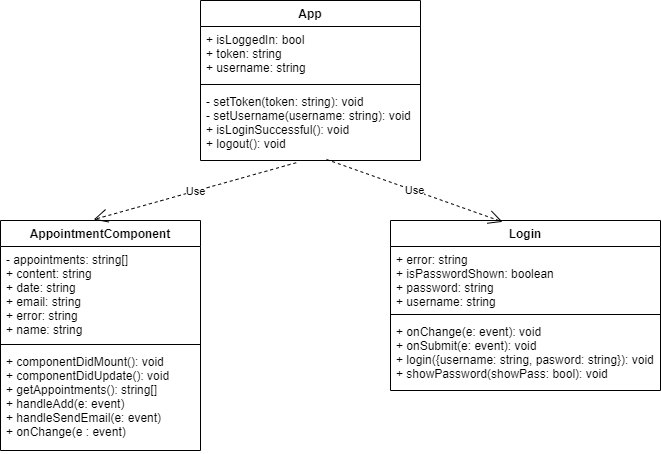 App
+ isLoggedIn: bool
+ token: string
+ username: string
- setToken(token: string): void
- setUsername(username: string): void
+ isLoginSuccessful(): void
+ logout(): void
Use
Use
AppointmentComponent
- appointments: string[]
+ content: string
+ date: string
+ email: string
+ error: string
+ name: string
+ componentDidMount(): void
+ componentDidUpdate(): void
+ getAppointments(): string[]
+ handleAdd(e: event)
+ handleSendEmail(e: event)
+ onChange(e : event)
Login
+ error: string
+ isPasswordShown: boolean
+ password: string
+ username: string
+ onChange(e: event): void
+ onSubmit(e: event): void
+ login({username: string, pasword: string}): void
+ showPassword(showPass: bool): void